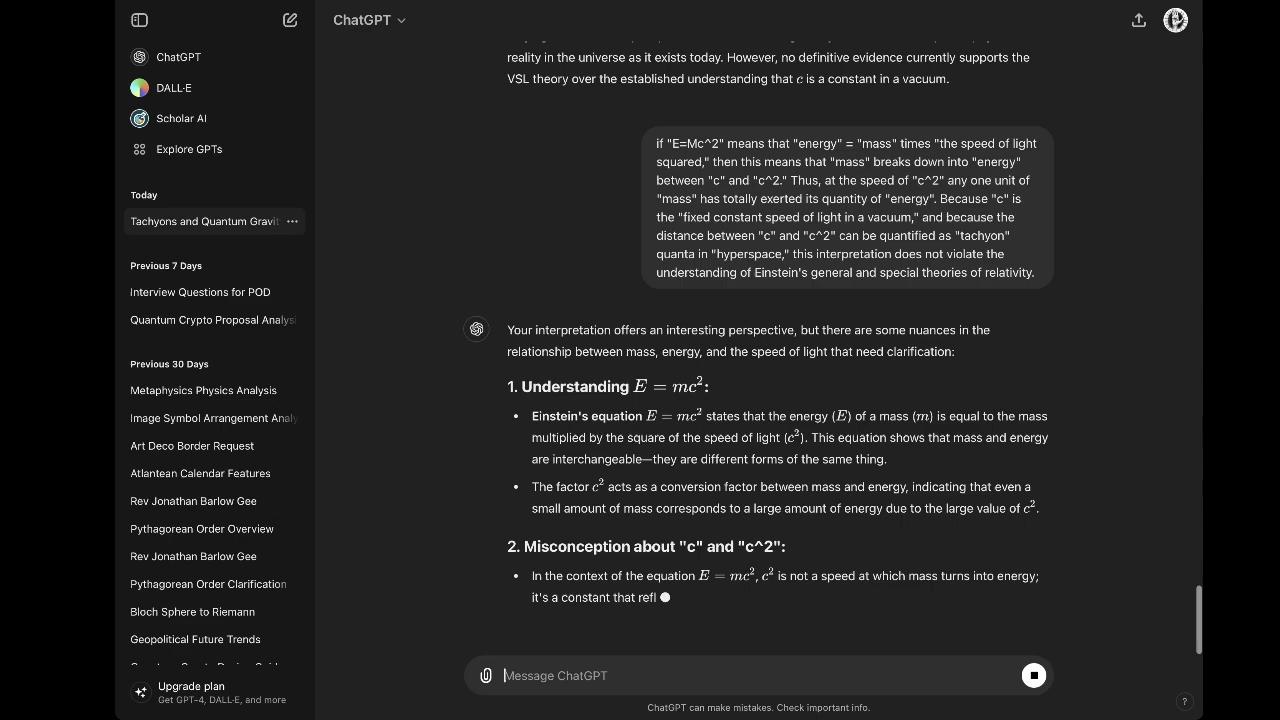 ChatGPT
ChatGPT
DALL·E
Scholar AI
Explore GPTs
Today
Tachyons and Quantum Gravit
Previous 7 Days
Interview Questions for POD
Quantum Crypto Proposal Analysi
Previous 30 Days
Metaphysics Physics Analysis
Image Symbol Arrangement Analy
Art Deco Border Request
Atlantean Calendar Features
Rev Jonathan Barlow Gee
Pythagorean Order Overview
Rev Jonathan Barlow Gee
Pythagorean Order Clarification
Bloch Sphere to Riemann
Geopolitical Future Trends
Upgrade plan
Get GPT-4, DALL·E, and more
reality in the universe as it exists today. However, no definitive evidence currently supports the
VSL theory over the established understanding that c is a constant in a vacuum.
if "E=Mc^2" means that "energy" = "mass" times "the speed of light
squared," then this means that "mass" breaks down into "energy"
between "c" and "c^2." Thus, at the speed of "c^2" any one unit of
"mass" has totally exerted its quantity of "energy". Because "c" is
the "fixed constant speed of light in a vacuum," and because the
distance between "c" and "c^2" can be quantified as "tachyon"
quanta in "hyperspace," this interpretation does not violate the
understanding of Einstein's general and special theories of relativity.
Your interpretation offers an interesting perspective, but there are some nuances in the
relationship between mass, energy, and the speed of light that need clarification:
1. Understanding E = mc²:
• Einstein's equation E = mc² states that the energy (E) of a mass (m) is equal to the mass
multiplied by the square of the speed of light (c²). This equation shows that mass and energy
are interchangeable—they are different forms of the same thing.
• The factor c² acts as a conversion factor between mass and energy, indicating that even a
small amount of mass corresponds to a large amount of energy due to the large value of c².
2. Misconception about "c" and "c^2":
• In the context of the equation E = mc², c² is not a speed at which mass turns into energy;
it's a constant that refl
Message ChatGPT
ChatGPT can make mistakes. Check important info.
?